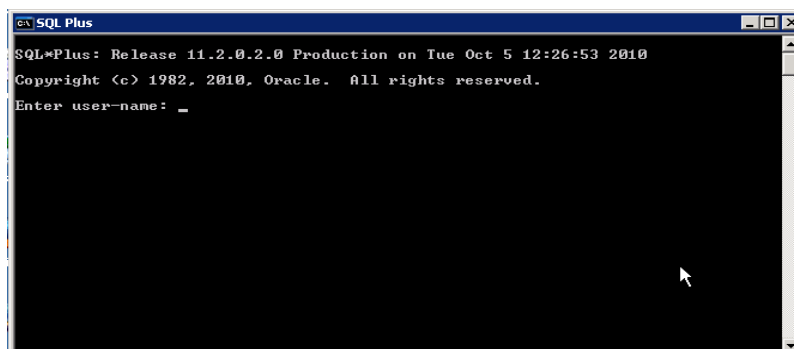 SQL Plus
SQL*Plus: Release 11.2.0.2.0 Production on Tue Oct 5 12:26:53 2010
Copyright (c) 1982, 2010, Oracle.  All rights reserved.
Enter user-name: _